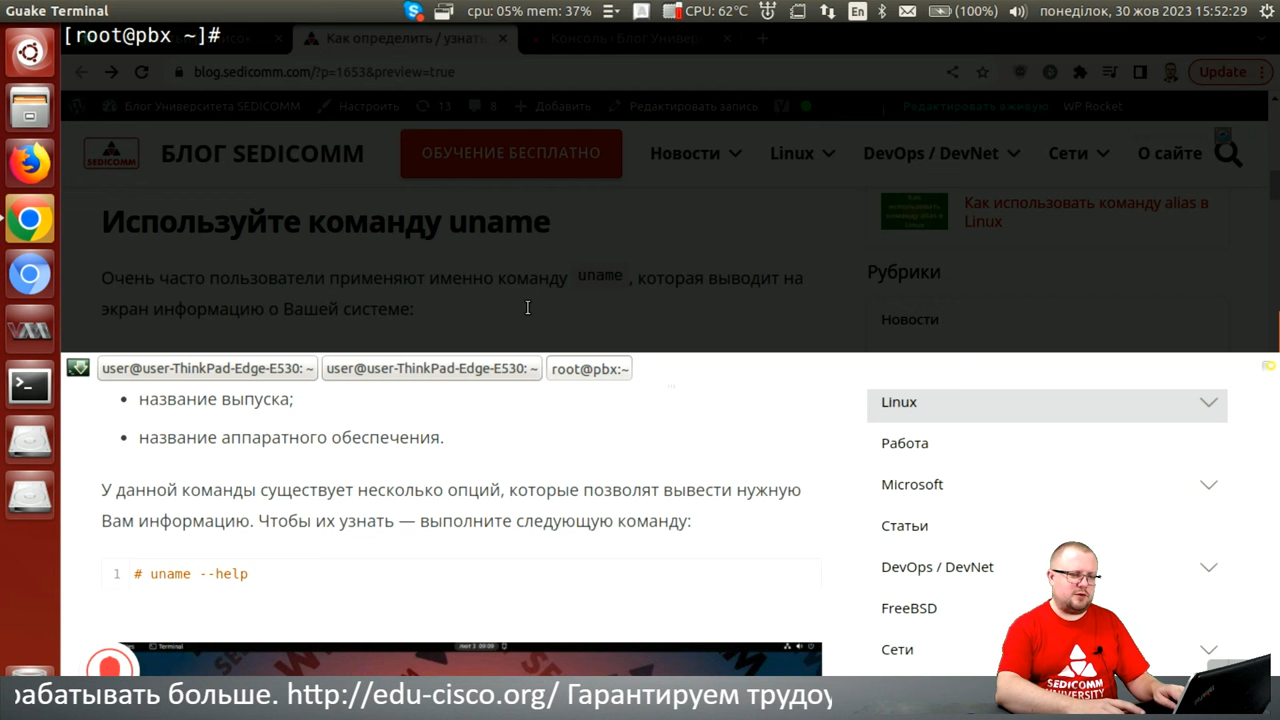 Guake Terminal
cpu: 05% mem: 37%
CPU: 62°C
En
(100%)
понеділок, 30 жов 2023 15:52:29
[root@pbx ~]#
Как определить / узнать
Консоль | Блог Универ
blog.sedicomm.com/?p=1653&preview=true
Update
Блог Университета SEDICOMM
Настроить
13
8
Добавить
Редактировать запись
Редактировать вживую
WP Rocket
SEDICOMM
БЛОГ SEDICOMM
ОБУЧЕНИЕ БЕСПЛАТНО
Новости
Linux
DevOps / DevNet
Сети
О сайте
Используйте команду uname
Очень часто пользователи применяют именно команду uname, которая выводит на
экран информацию о Вашей системе:
Как использовать команду alias в
Linux
Рубрики
Новости
user@user-ThinkPad-Edge-E530: ~
user@user-ThinkPad-Edge-E530: ~
root@pbx:~
название выпуска;
название аппаратного обеспечения.
У данной команды существует несколько опций, которые позволят вывести нужную
Вам информацию. Чтобы их узнать — выполните следующую команду:
1 # uname --help
Linux
Работа
Microsoft
Статьи
DevOps / DevNet
FreeBSD
Сети
Terminal
SEDICOMM
UNIVERSITY
рабатывать больше. http://edu-cisco.org/ Гарантируем трудоу